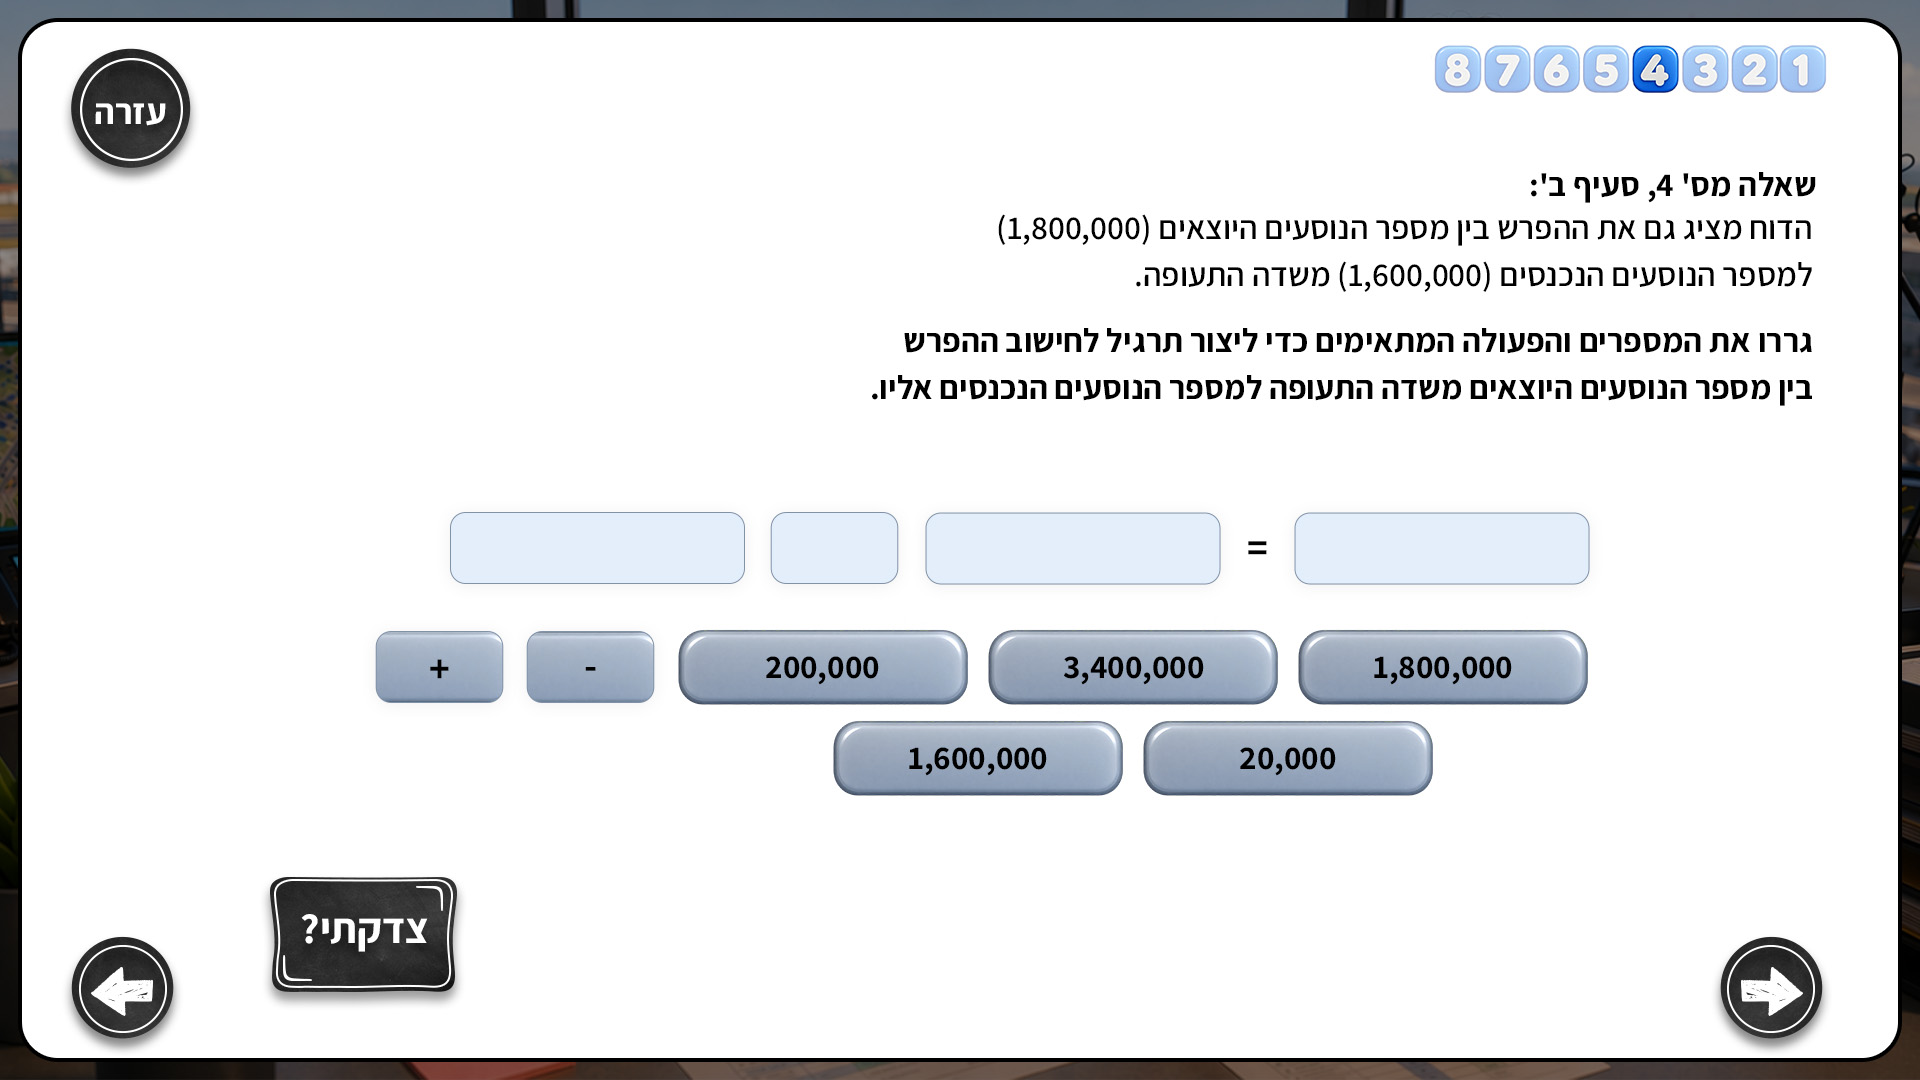 עזרה
1 2 3 4 5 6 7 8
שאלה מס' 4, סעיף ב':
הדוח מציג גם את ההפרש בין מספר הנוסעים היוצאים (1,800,000)
למספר הנוסעים הנכנסים (1,600,000) משדה התעופה.
גררו את המספרים והפעולה המתאימים כדי ליצור תרגיל לחישוב ההפרש
בין מספר הנוסעים היוצאים משדה התעופה למספר הנוסעים הנכנסים אליו.
=
+ - 200,000 3,400,000 1,800,000
1,600,000 20,000
צדקתי?